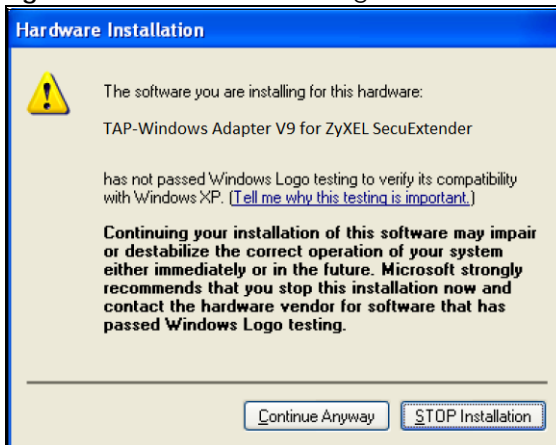 Hardware Installation
The software you are installing for this hardware:
TAP-Windows Adapter V9 for ZyXEL SecuExtender
has not passed Windows Logo testing to verify its compatibility
with Windows XP. (Tell me why this testing is important.)
Continuing your installation of this software may impair
or destabilize the correct operation of your system
either immediately or in the future. Microsoft strongly
recommends that you stop this installation now and
contact the hardware vendor for software that has
passed Windows Logo testing.
Continue Anyway
STOP Installation